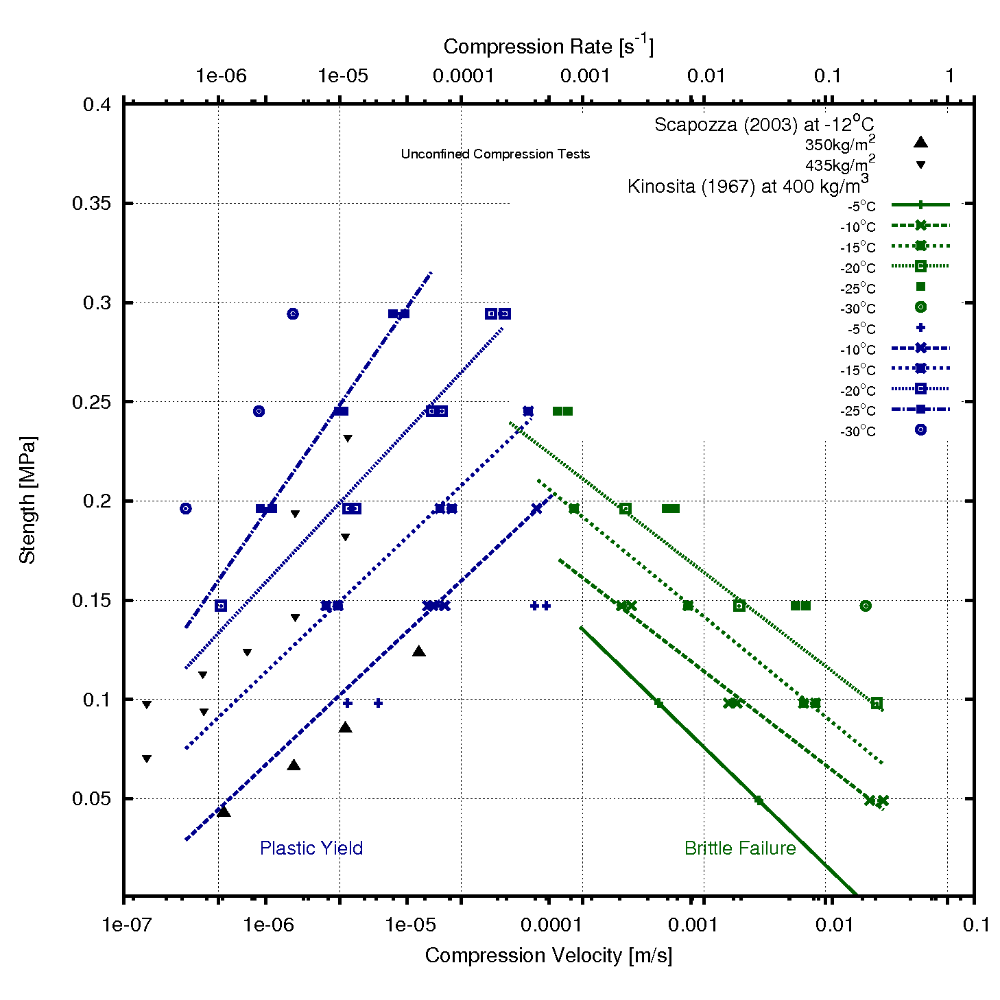 Compression Rate [s-1]
1e-06 1e-05 0.0001 0.001 0.01 0.1 1
0.4
Scapozza (2003) at -12°C
350kg/m2
Unconfined Compression Tests
435kg/m2
Kinosita (1967) at 400 kg/m3
0.35
-5°C
-10°C
-15°C
-20°C
-25°C
0.3
-30°C
-5°C
-10°C
-15°C
-20°C
0.25
-25°C
-30°C
Stength [MPa]
0.2
0.15
0.1
0.05
Plastic Yield Brittle Failure
1e-07 1e-06 1e-05 0.0001 0.001 0.01 0.1
Compression Velocity [m/s]